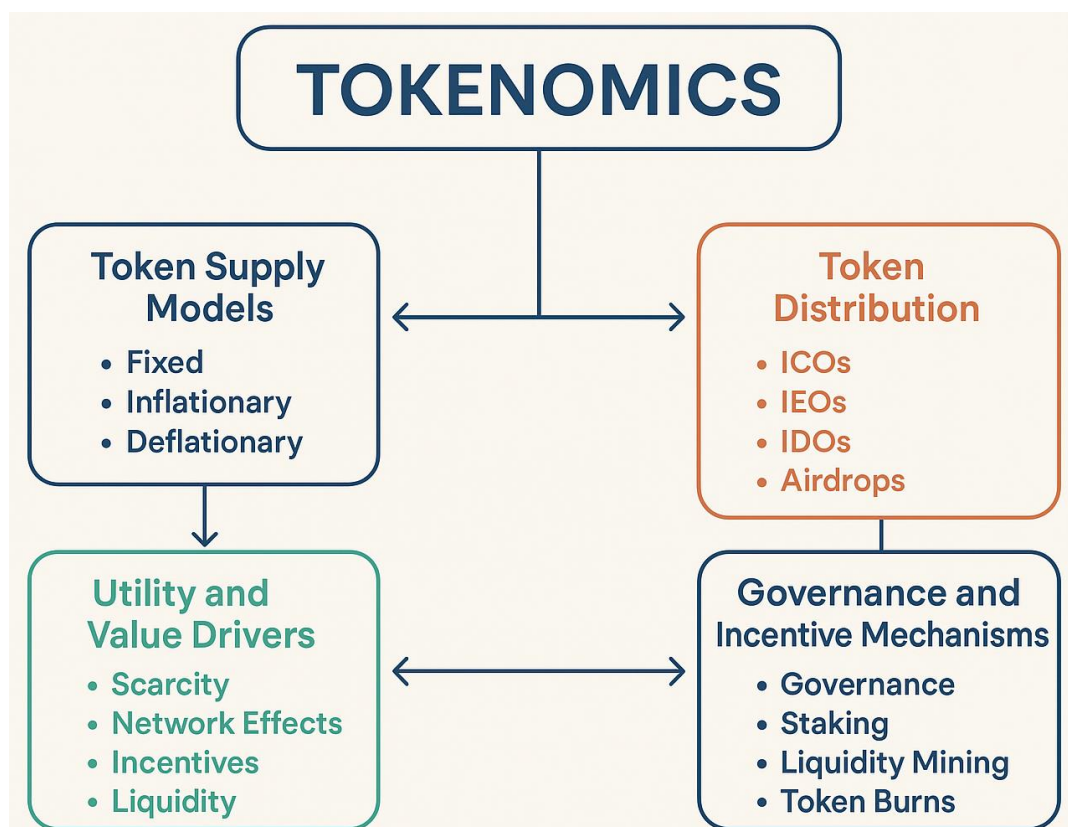 TOKENOMICS
Token Supply
Models
• Fixed
• Inflationary
• Deflationary
Token
Distribution
• ICOs
• IEOs
• IDOs
• Airdrops
Utility and
Value Drivers
• Scarcity
• Network Effects
• Incentives
• Liquidity
Governance and
Incentive Mechanisms
• Governance
• Staking
• Liquidity Mining
• Token Burns